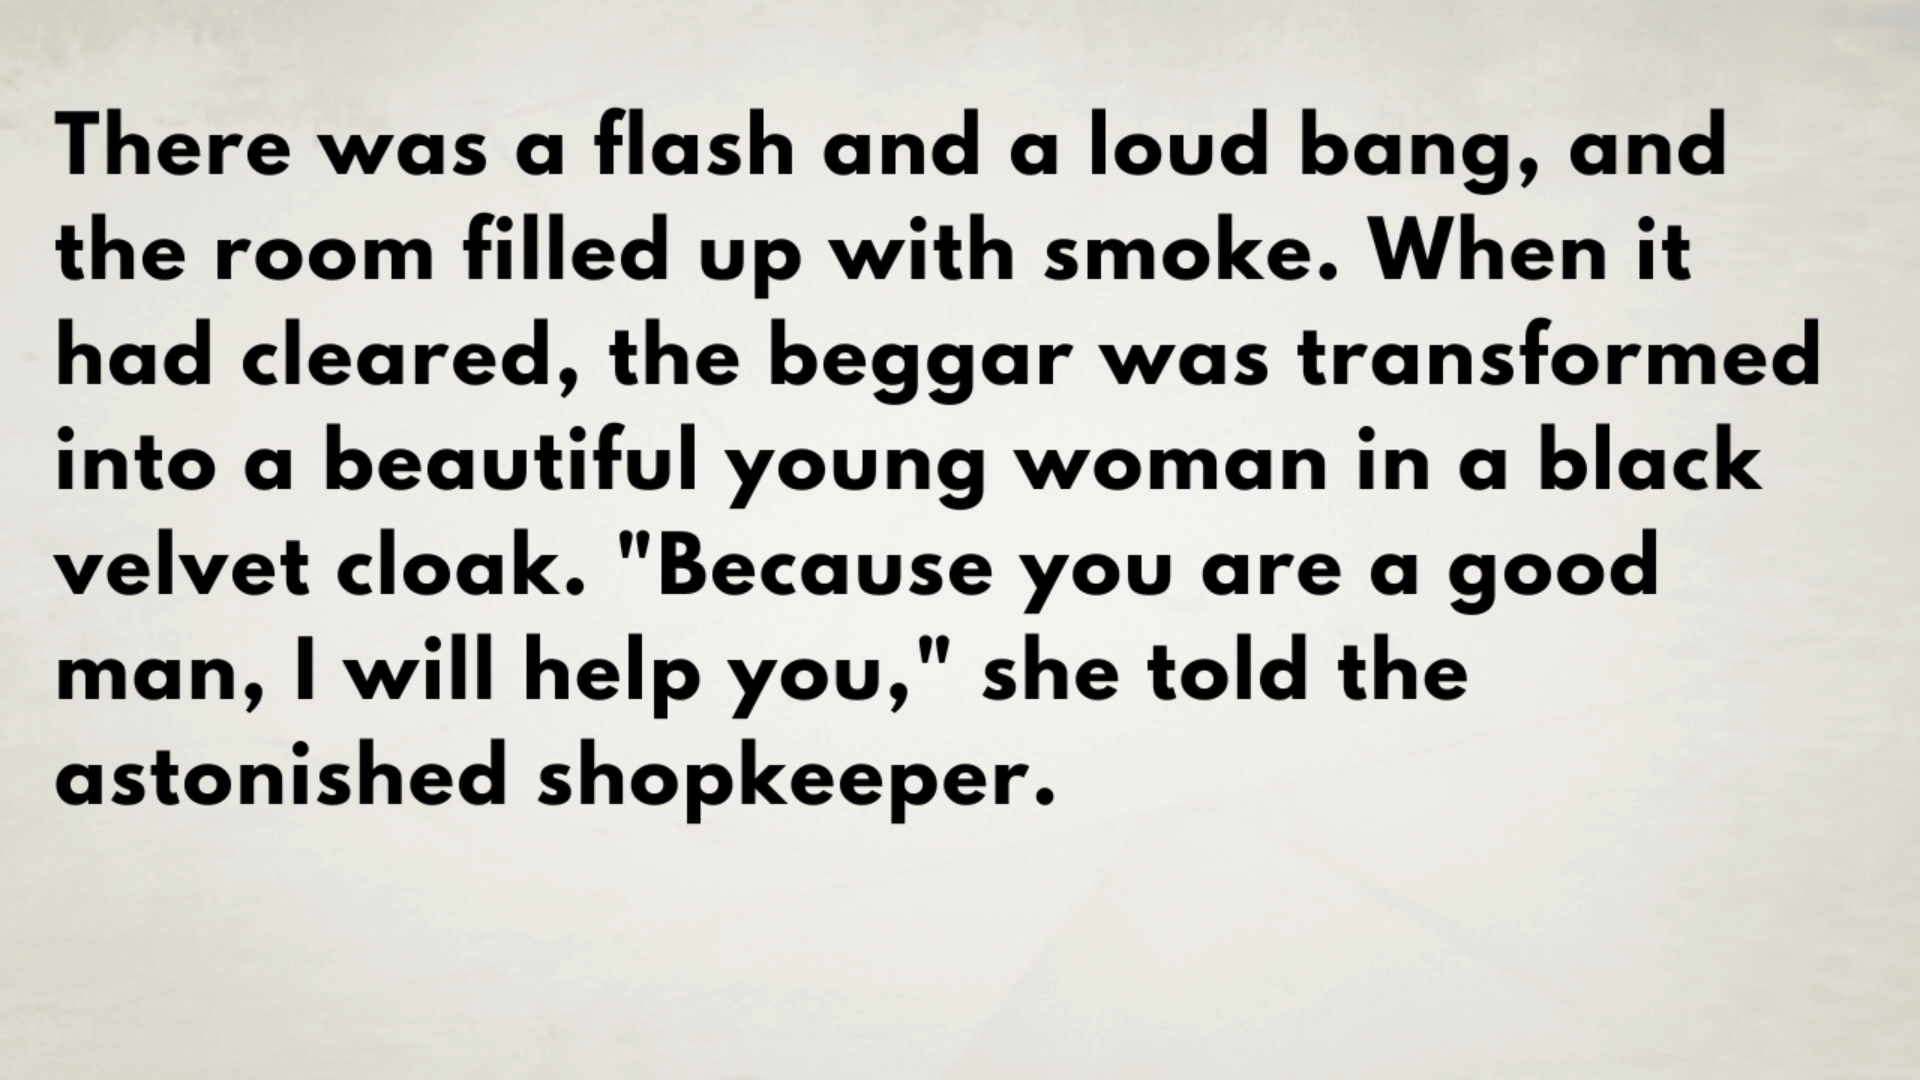 There was a flash and a loud bang, and
the room filled up with smoke. When it
had cleared, the beggar was transformed
into a beautiful young woman in a black
velvet cloak. "Because you are a good
man, I will help you," she told the
astonished shopkeeper.